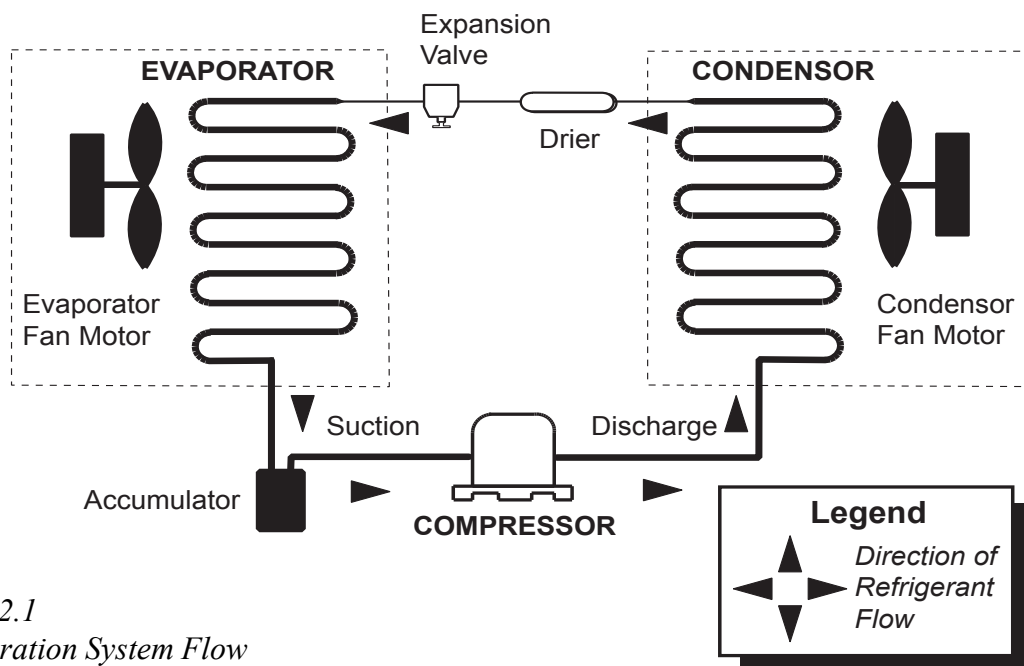 Expansion
Valve
EVAPORATOR
CONDENSOR
Drier
Evaporator
Fan Motor
Condensor
Fan Motor
Suction
Discharge
Accumulator
COMPRESSOR
Legend
Direction of
Refrigerant
Flow
2.1
ration System Flow